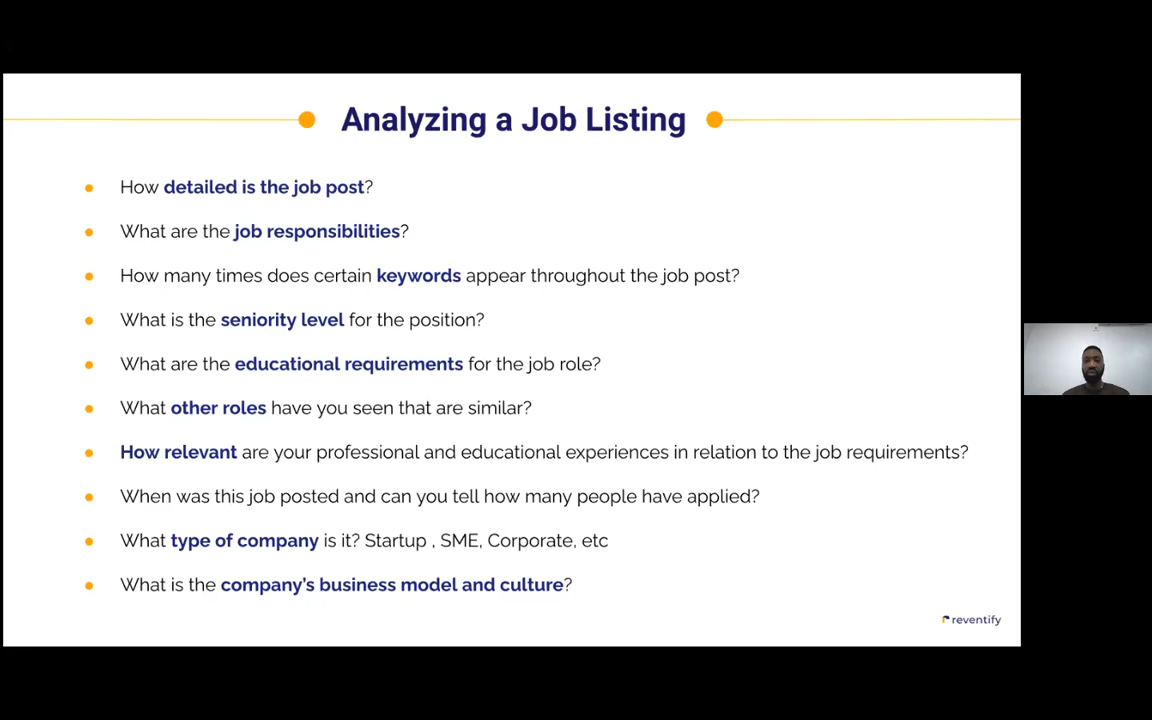 Analyzing a Job Listing
How detailed is the job post?
What are the job responsibilities?
How many times does certain keywords appear throughout the job post?
What is the seniority level for the position?
What are the educational requirements for the job role?
What other roles have you seen that are similar?
How relevant are your professional and educational experiences in relation to the job requirements?
When was this job posted and can you tell how many people have applied?
What type of company is it? Startup , SME, Corporate, etc
What is the company's business model and culture?
reventify